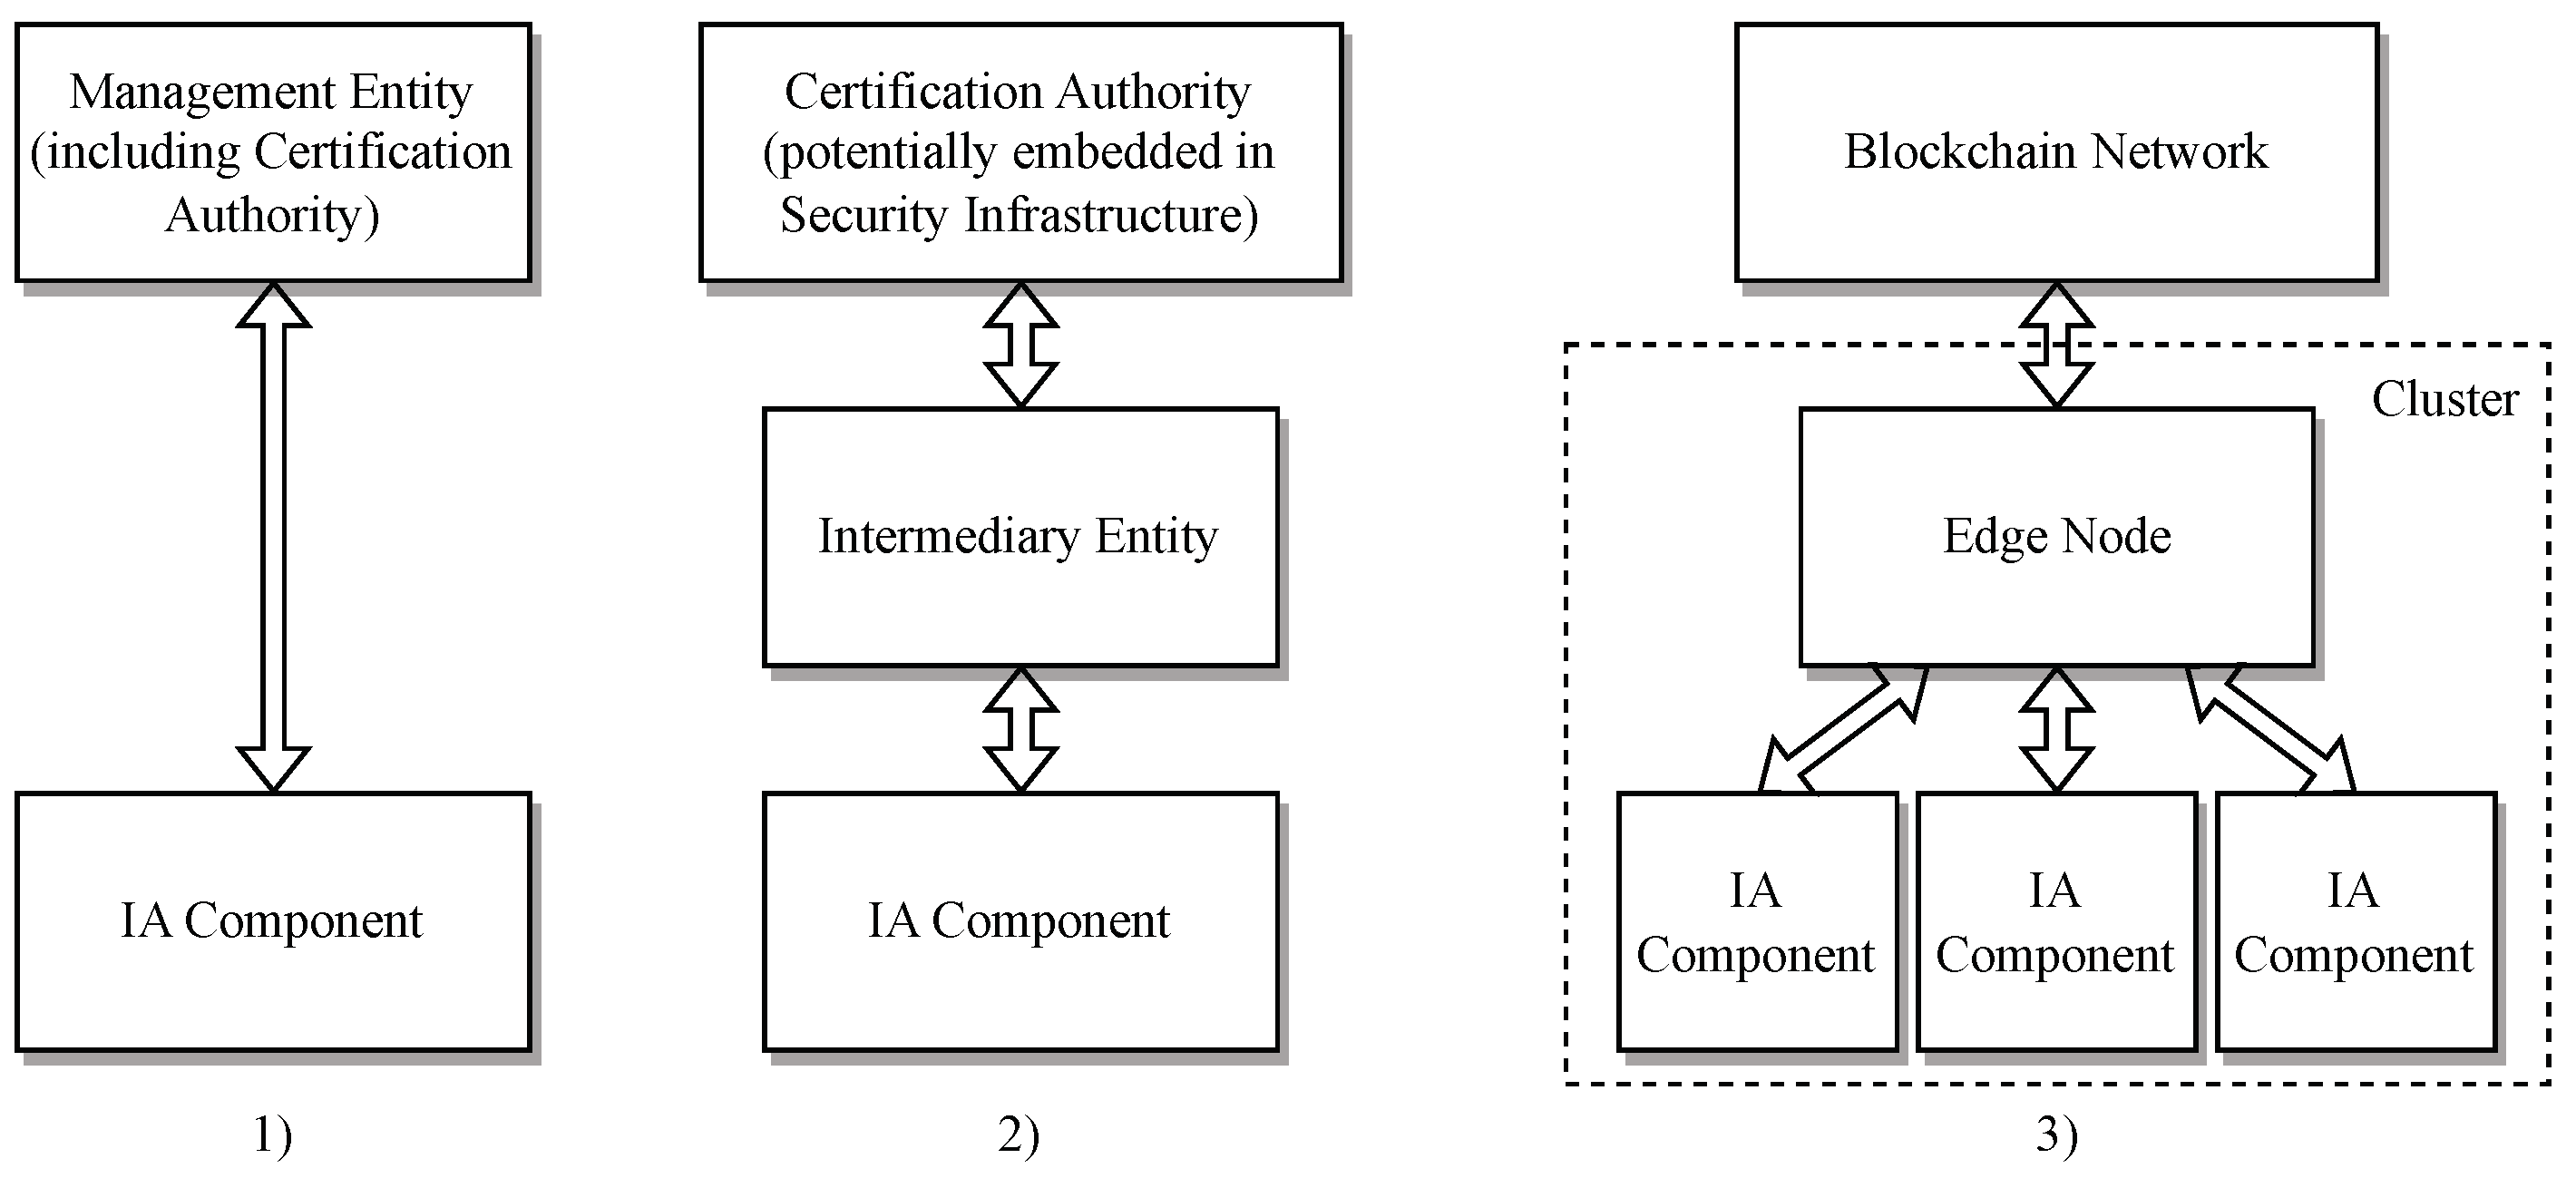 Management Entity
(including Certification
Authority)
IA Component
1)
Certification Authority
(potentially embedded in
Security Infrastructure)
Intermediary Entity
IA Component
2)
Blockchain Network
Cluster
Edge Node
IA
Component
IA
Component
IA
Component
3)